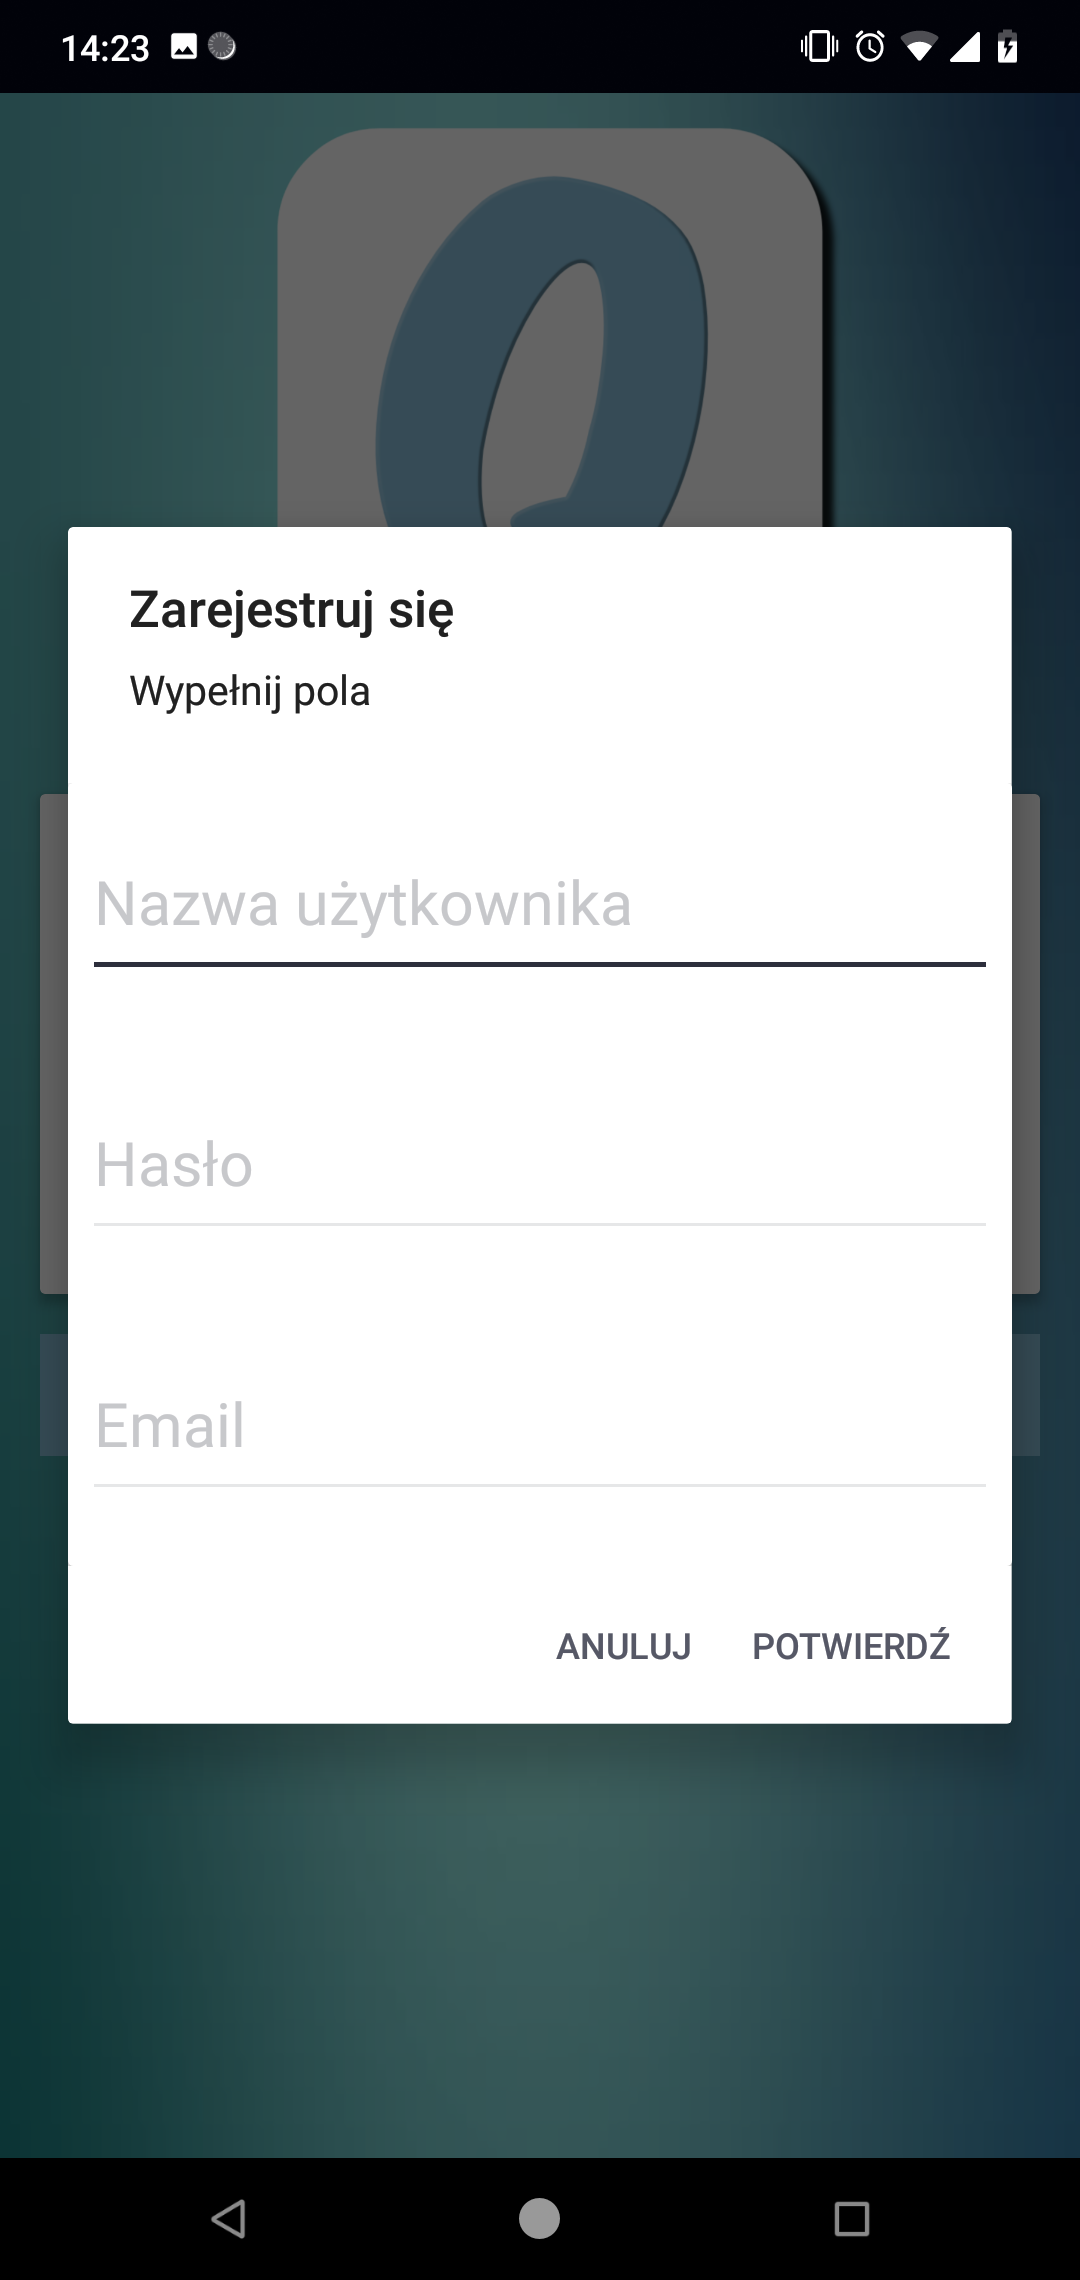 14:23
Zarejestruj się
Wypełnij pola
Nazwa użytkownika
Hasło
Email
ANULUJ POTWIERDŹ